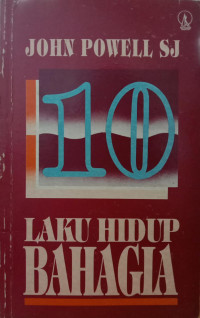 JOHN POWELL SJ
10
LAKU HIDUP
BAHAGIA